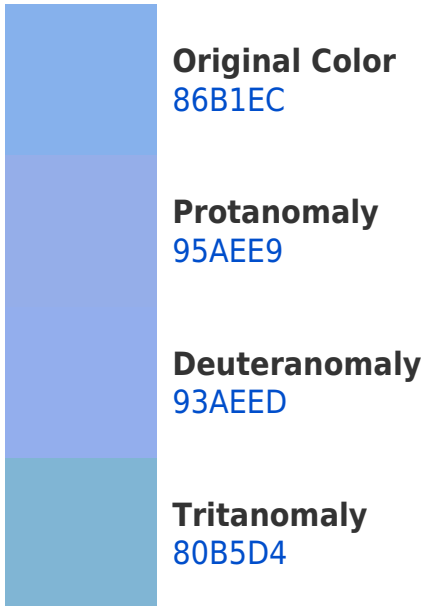 Original Color
86B1EC
Protanomaly
95AEE9
Deuteranomaly
93AEED
Tritanomaly
80B5D4